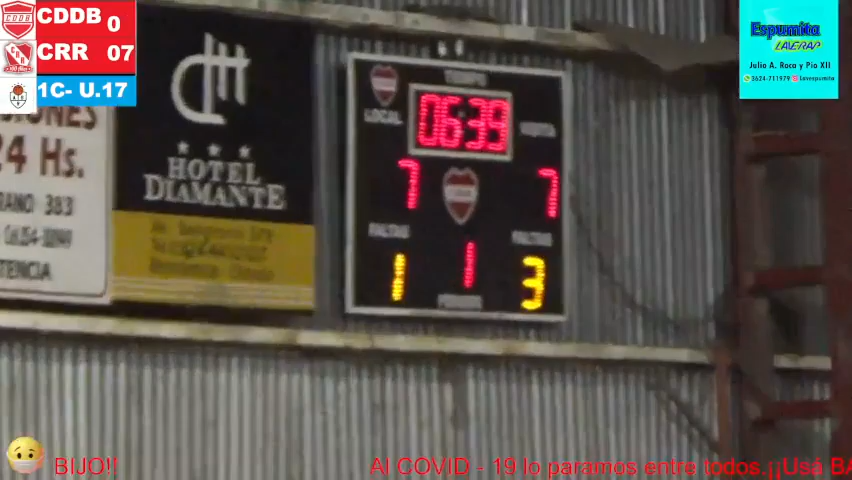 CDDB 0
CRR 07
1C- U.17
Espumita
LAVERAP
Julio A. Roca y Pio XII
3624-711979 Lavespumita
24 Hs.
383
TENCIA
HOTEL
DIAMANTE
TIEMPO
LOCAL
VISITA
06:39
7 7
FALTAS
FALTAS
1 1 3
PERIODO
BIJO!!
Al COVID - 19 lo paramos entre todos.¡¡Usá BA